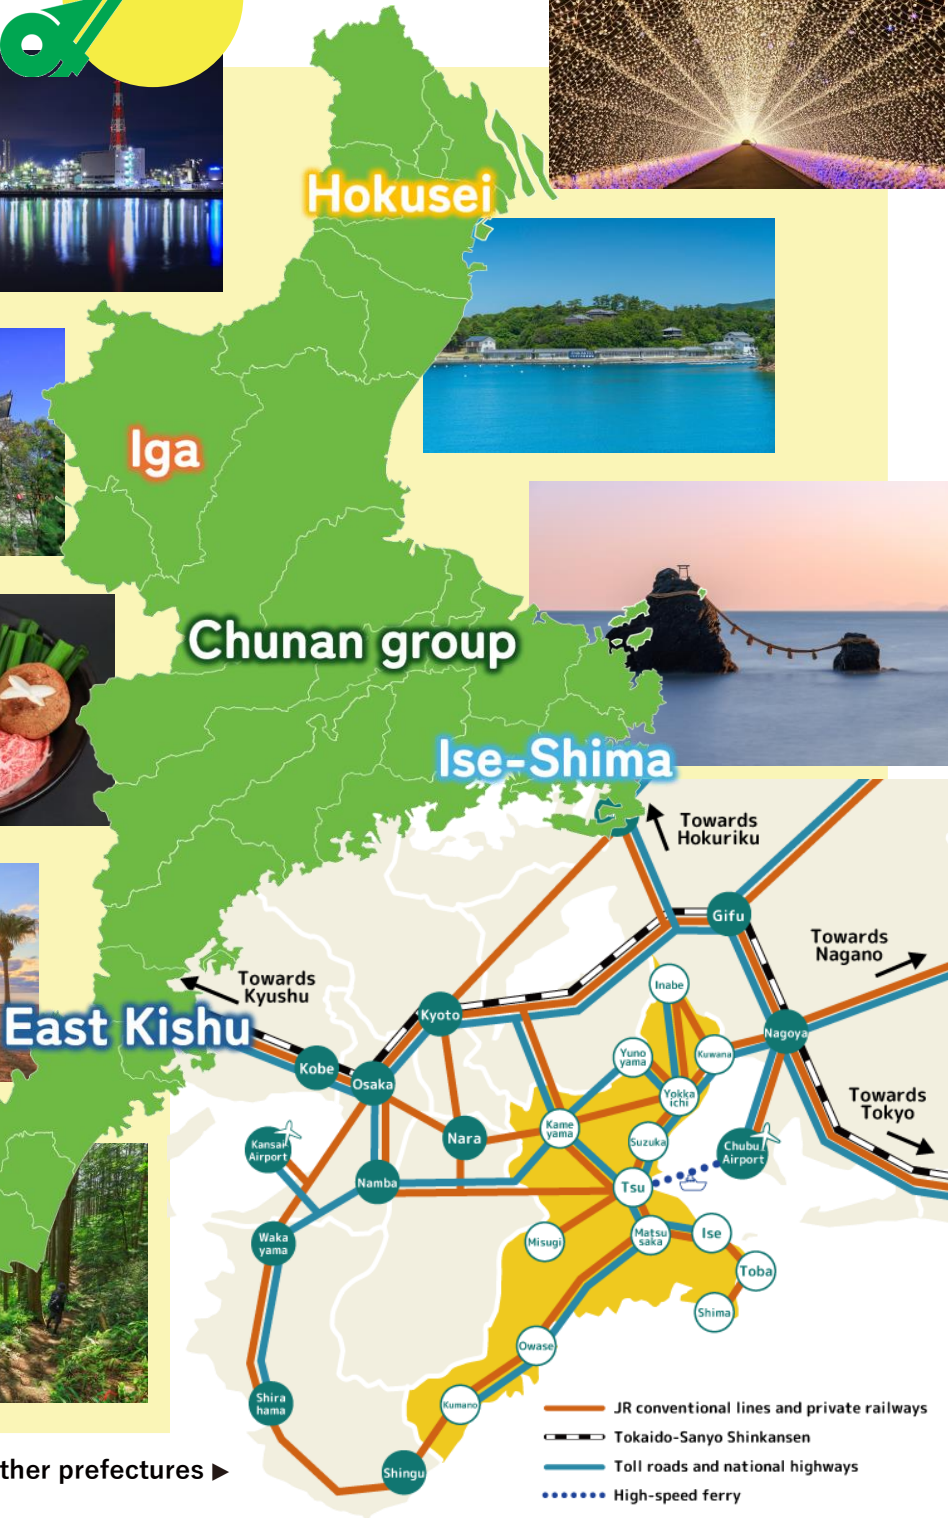 Hokusei
Iga
Chunan group
Ise-Shima
East Kishu
Towards
Hokuriku
Gifu
Towards
Nagano
Towards
Kyushu
Inabe
Kyoto
Nagoya
Yuno
yama
Kuwana
Kobe
Osaka
Yokka
ichi
Towards
Tokyo
Kansai
Airport
Nara
Kame
yama
Suzuka
Chubu
Airport
Namba
Tsu
Waka
yama
Misugi
Matsu
saka
Ise
Toba
Shima
Owase
Shira
hama
Kumano
Shingu
JR conventional lines and private railways
Tokaido-Sanyo Shinkansen
Toll roads and national highways
High-speed ferry
ther prefectures ▶